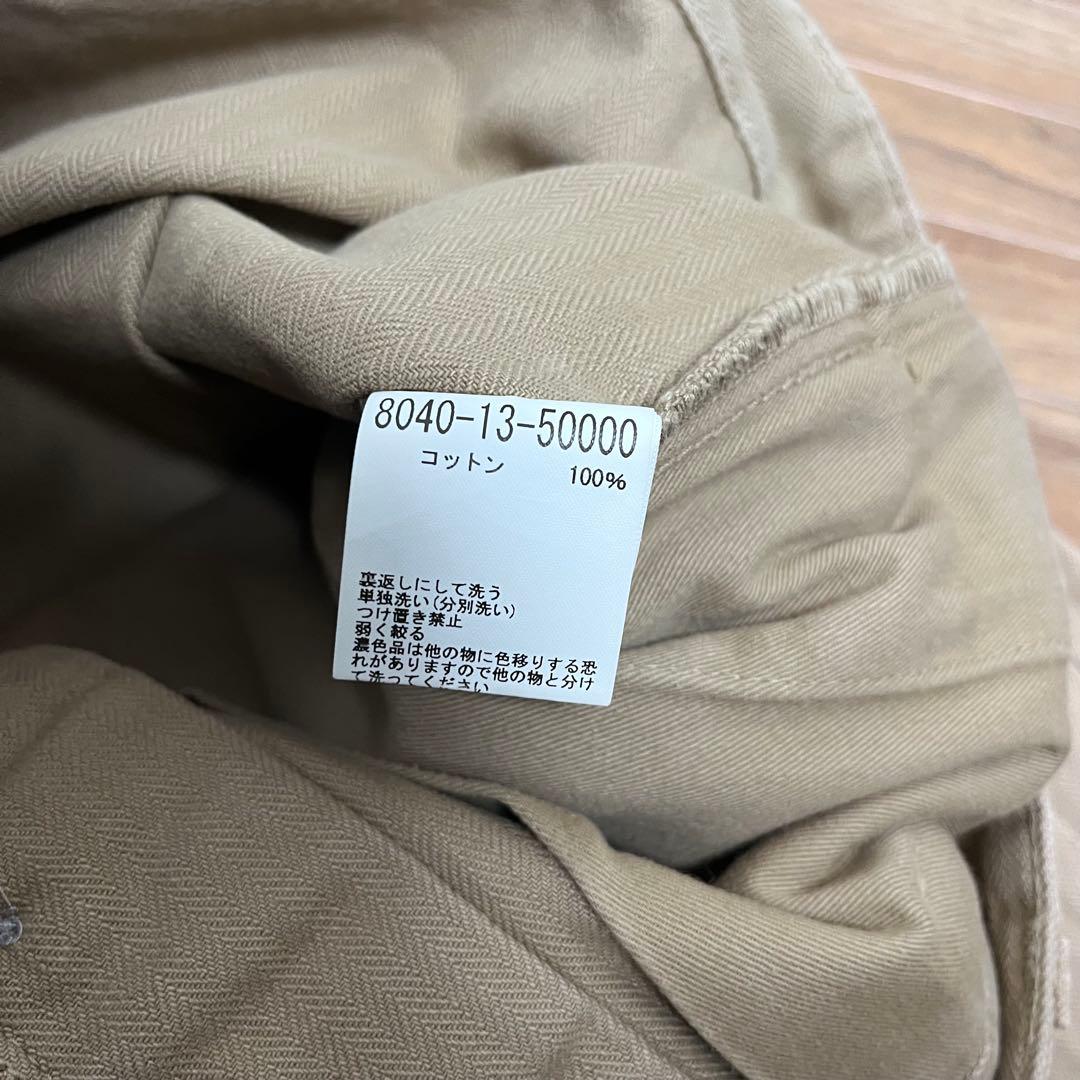 8040-13-50000
コットン 100%
裏返しにして洗う
単独洗い(分別洗い)
つけ置き禁止
弱く絞る
濃色品は他の物に色移りする恐
れがありますので他の物と分け
て洗ってください